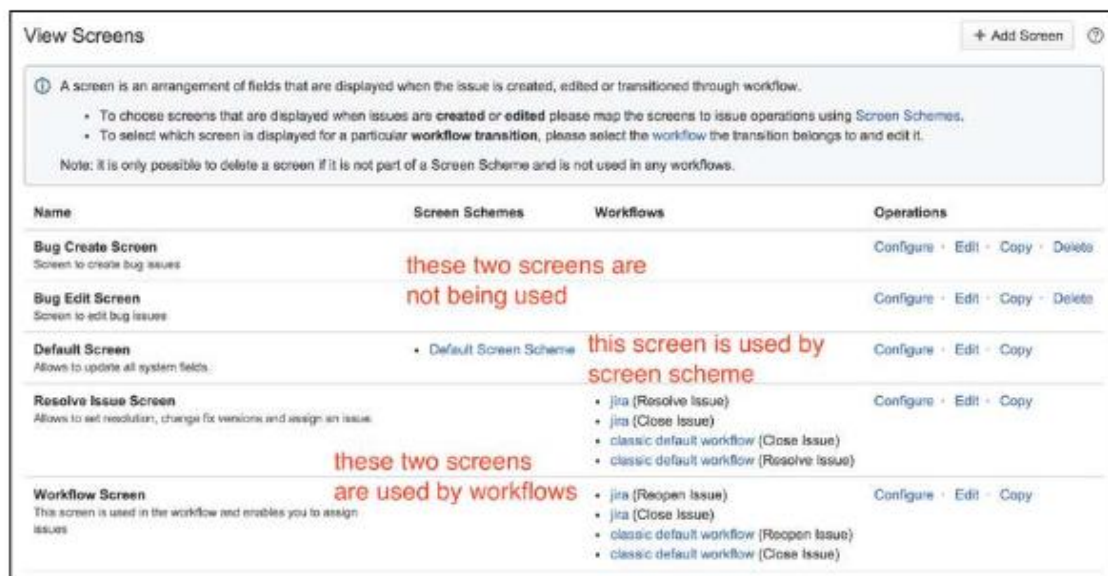 View Screens
+ Add Screen
A screen is an arrangement of fields that are displayed when the issue is created, edited or transitioned through workflow.
• To choose screens that are displayed when issues are created or edited please map the screens to issue operations using Screen Schemes.
• To select which screen is displayed for a particular workflow transition, please select the workflow the transition belongs to and edit it.
Note: it is only possible to delete a screen if it is not part of a Screen Scheme and is not used in any workflows.
Name Screen Schemes Workflows Operations
Bug Create Screen Configure · Edit · Copy · Delete
Screen to create bug issues
these two screens are
not being used
Bug Edit Screen Configure · Edit · Copy · Delete
Screen to edit bug issues
Default Screen • Default Screen Scheme Configure · Edit · Copy
Allows to update all system fields.
this screen is used by
screen scheme
Resolve Issue Screen • jira (Resolve Issue) Configure · Edit · Copy
Allows to set resolution, change fix versions and assign an issue.
• jira (Close Issue)
• classic default workflow (Close Issue)
• classic default workflow (Resolve Issue)
these two screens
are used by workflows
Workflow Screen • jira (Reopen Issue) Configure · Edit · Copy
This screen is used in the workflow and enables you to assign
issues
• jira (Close Issue)
• classic default workflow (Reopen Issue)
• classic default workflow (Close Issue)